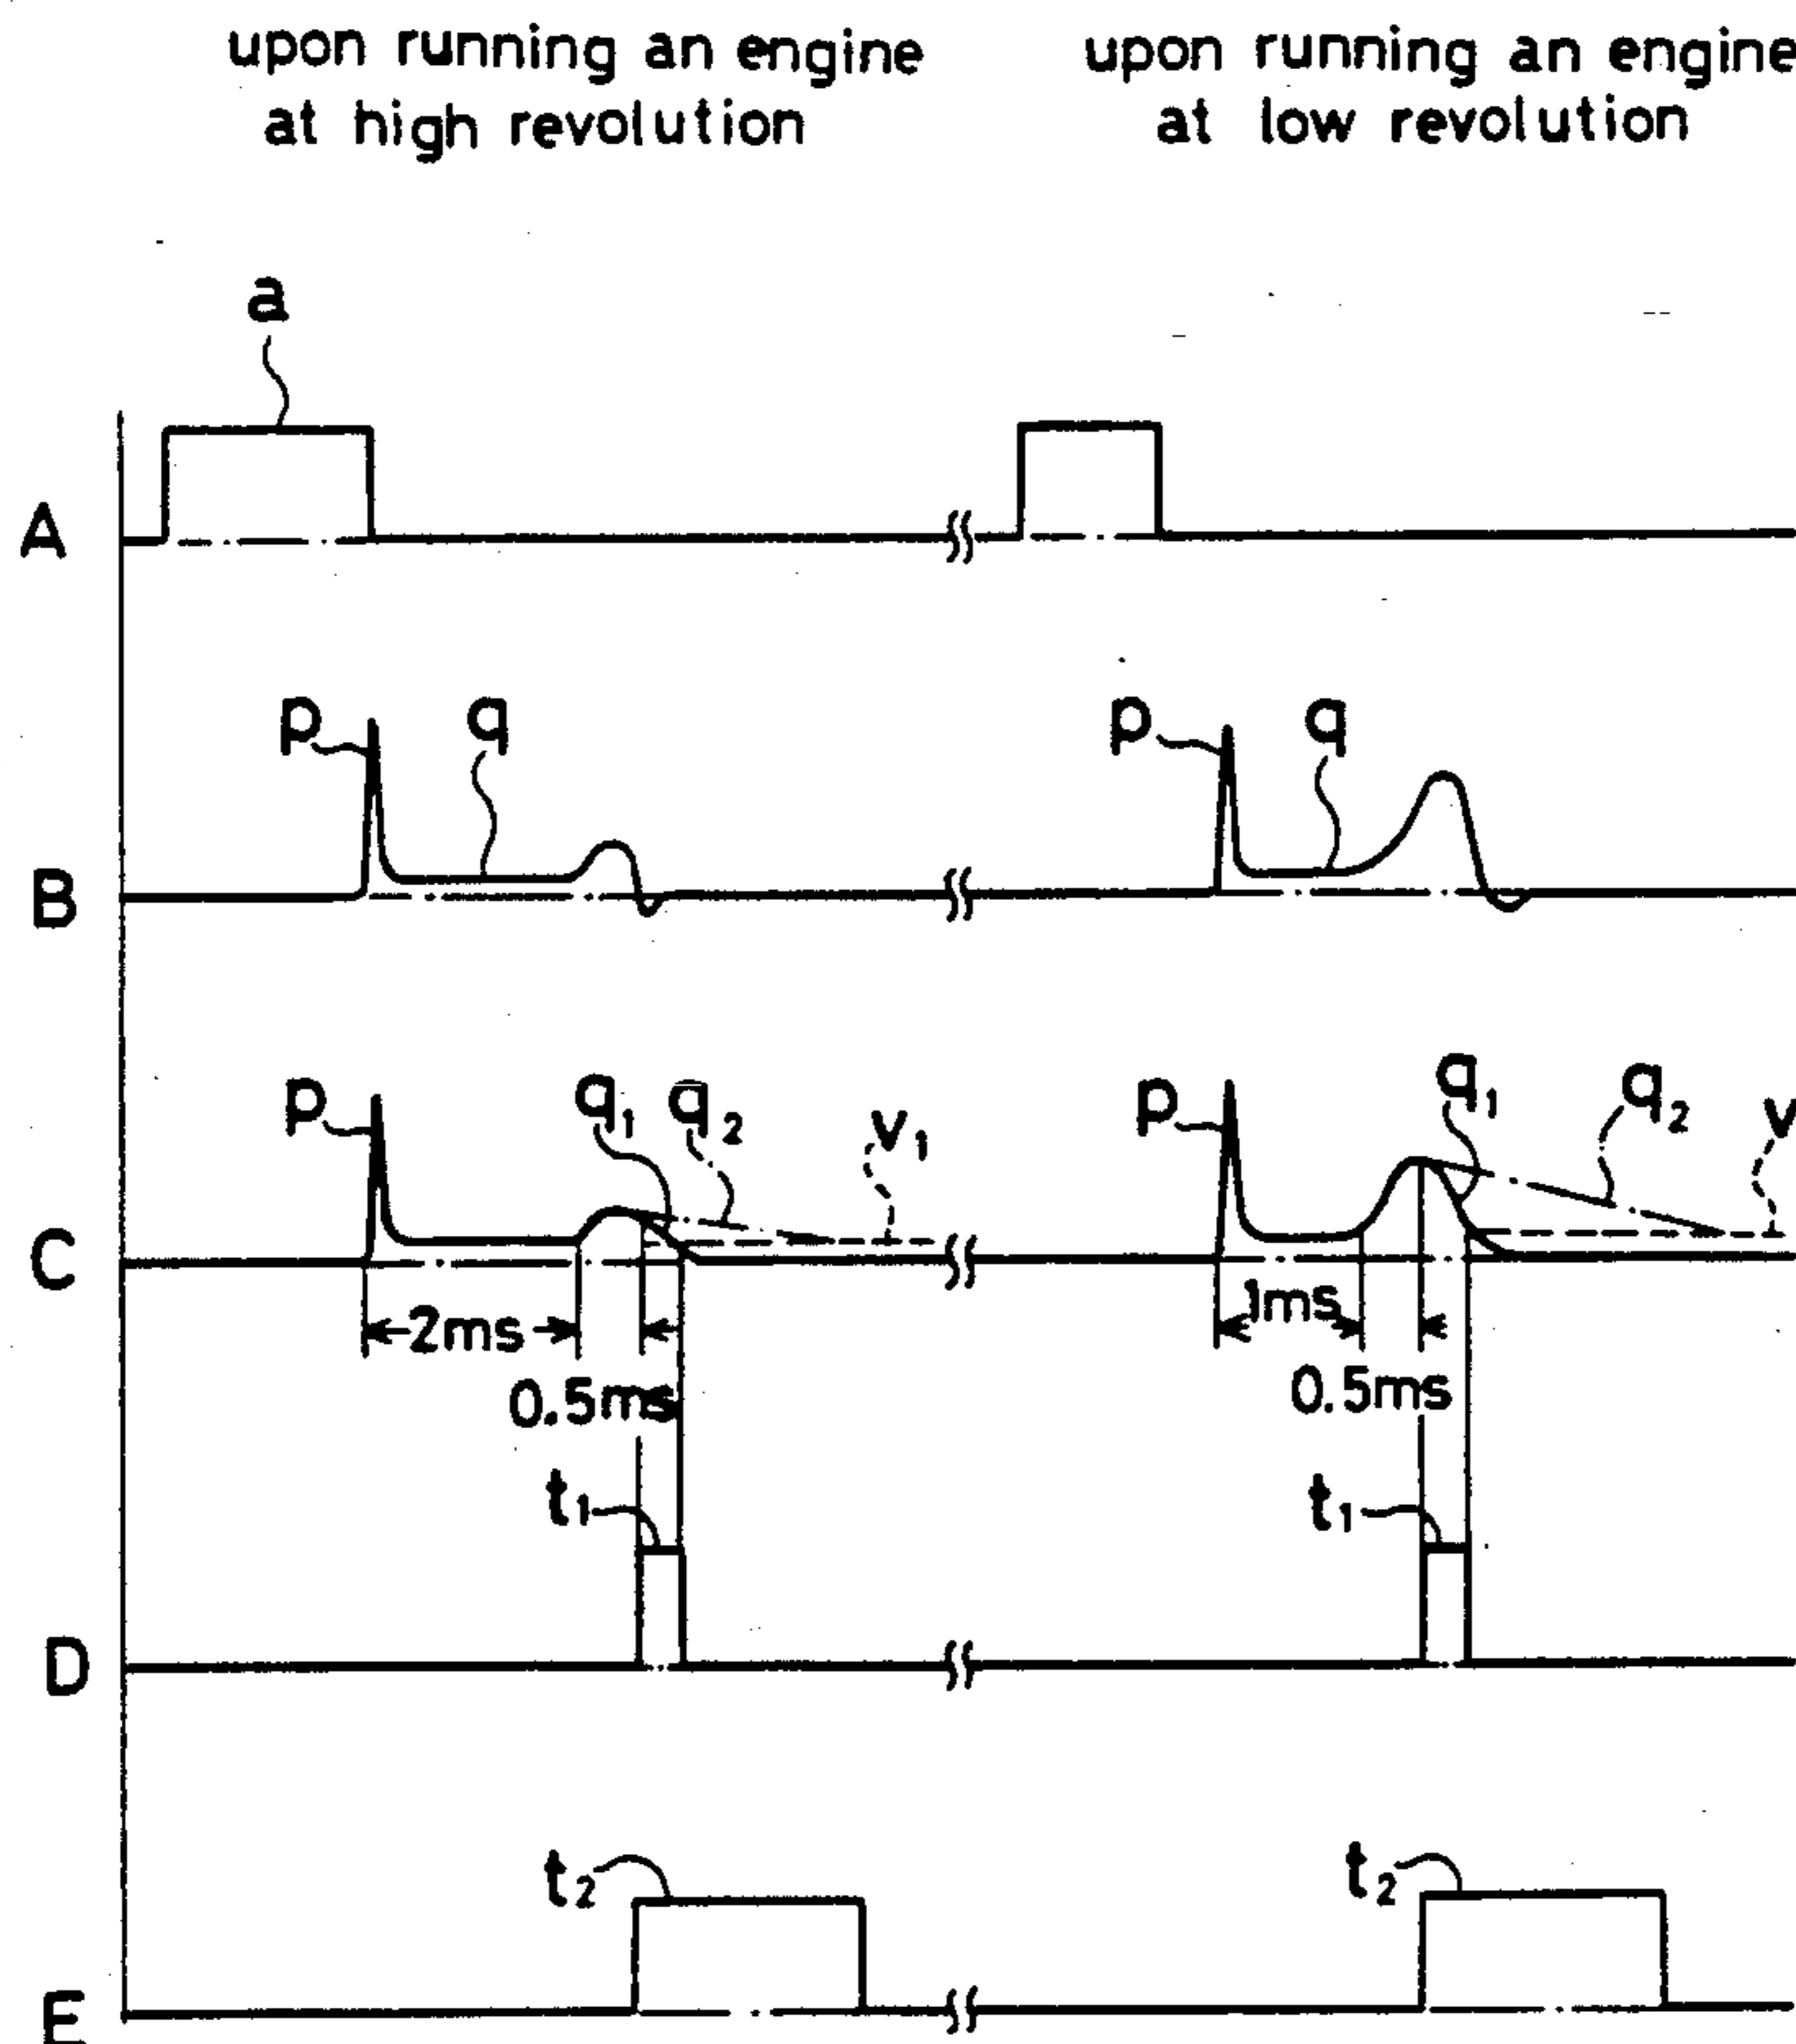 upon running an engine
at high revolution
upon running an engine
at low revolution
a
A
p
q
p
q
B
p
q1
q2
v1
p
q1
q2
v
C
2ms
1ms
0.5ms
0.5ms
t1
t1
D
t2
t2
E